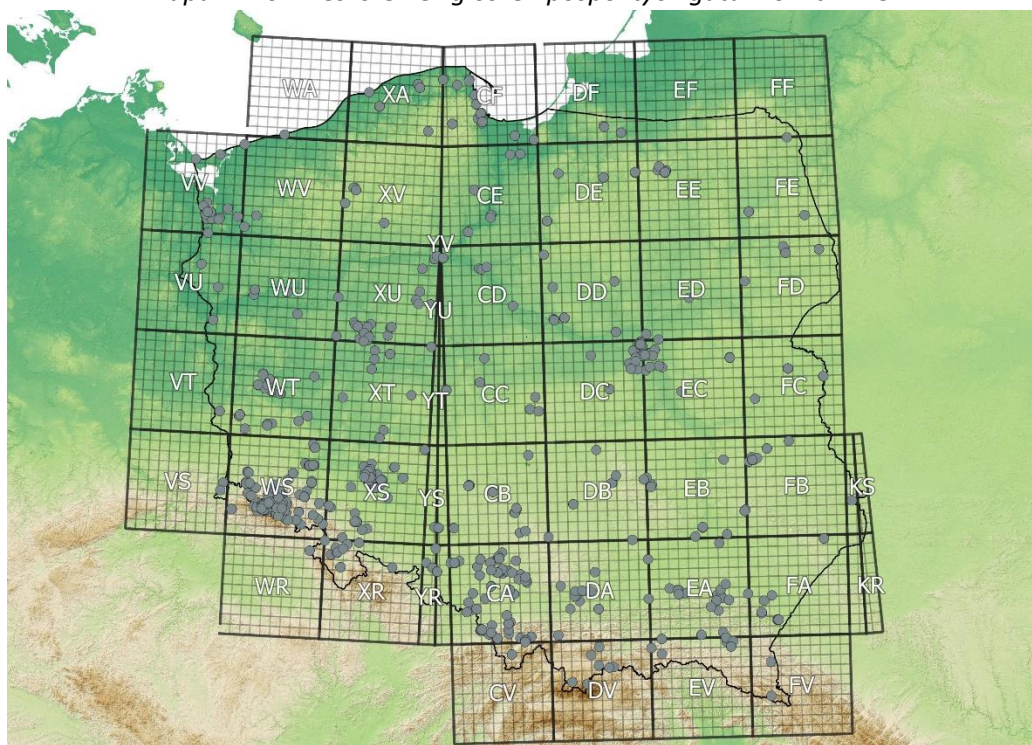 WA XA CF DF EF FF
VV WV XV CE DE EE FE
YV
VU WU XU YU CD DD ED FD
VT WT XT YT CC DC EC FC
VS WS XS YS CB DB EB FB KS
WR XR YR CA DA EA FA KR
CV DV EV FV